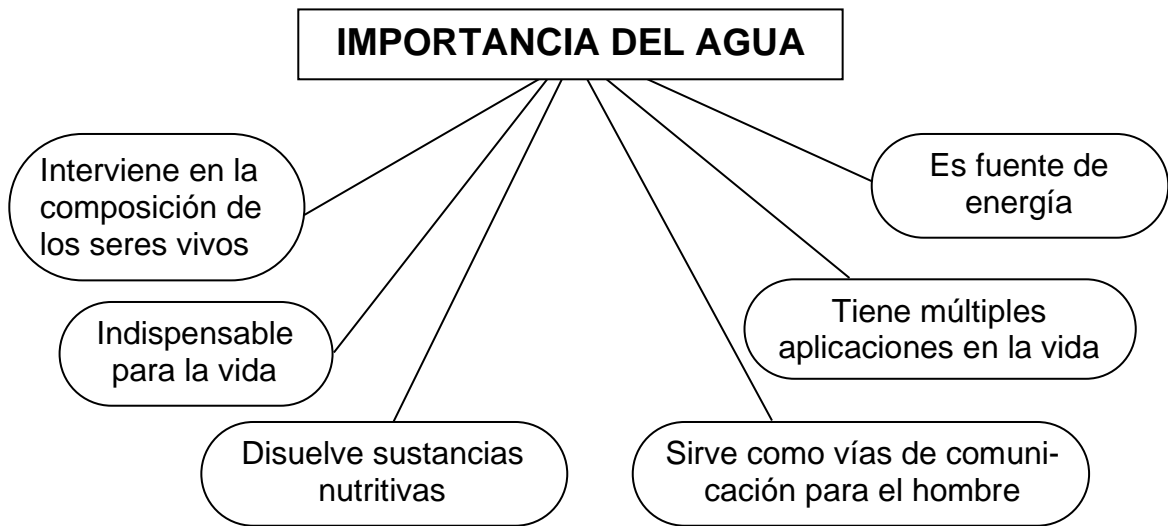 IMPORTANCIA DEL AGUA
Interviene en la
composición de
los seres vivos
Indispensable
para la vida
Disuelve sustancias
nutritivas
Sirve como vías de comuni-
cación para el hombre
Tiene múltiples
aplicaciones en la vida
Es fuente de
energía